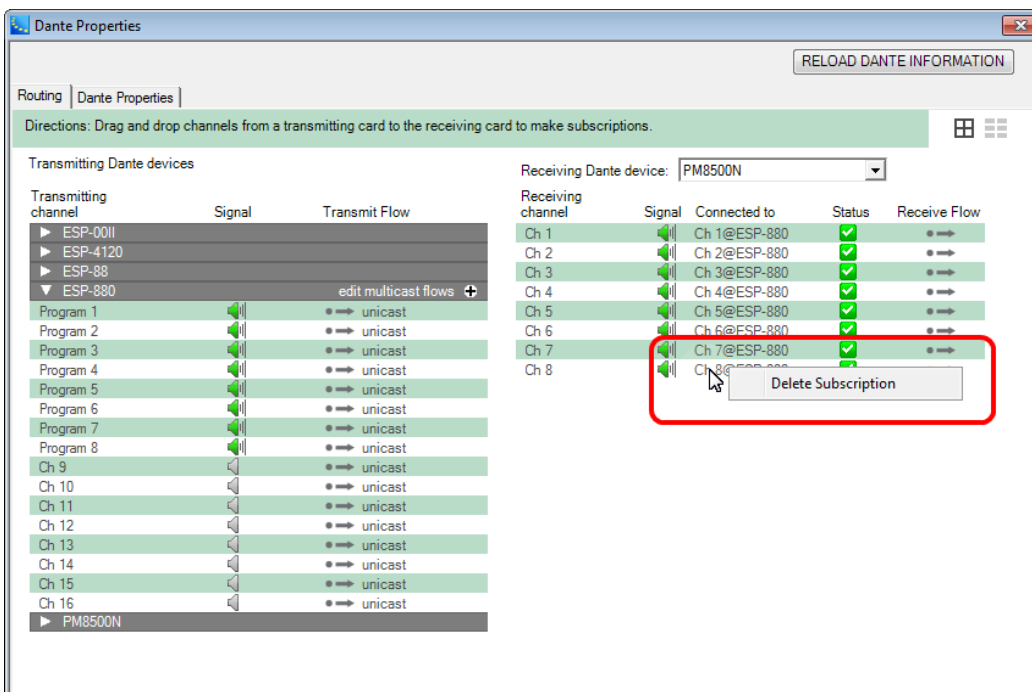 Dante Properties
RELOAD DANTE INFORMATION
Routing Dante Properties
Directions: Drag and drop channels from a transmitting card to the receiving card to make subscriptions.
Transmitting Dante devices
Transmitting channel Signal Transmit Flow
ESP-00II
ESP-4120
ESP-88
ESP-880 edit multicast flows
Program 1 unicast
Program 2 unicast
Program 3 unicast
Program 4 unicast
Program 5 unicast
Program 6 unicast
Program 7 unicast
Program 8 unicast
Ch 9 unicast
Ch 10 unicast
Ch 11 unicast
Ch 12 unicast
Ch 13 unicast
Ch 14 unicast
Ch 15 unicast
Ch 16 unicast
PM8500N
Receiving Dante device: PM8500N
Receiving channel Signal Connected to Status Receive Flow
Ch 1 Ch 1@ESP-880
Ch 2 Ch 2@ESP-880
Ch 3 Ch 3@ESP-880
Ch 4 Ch 4@ESP-880
Ch 5 Ch 5@ESP-880
Ch 6 Ch 6@ESP-880
Ch 7 Ch 7@ESP-880
Ch 8
Delete Subscription